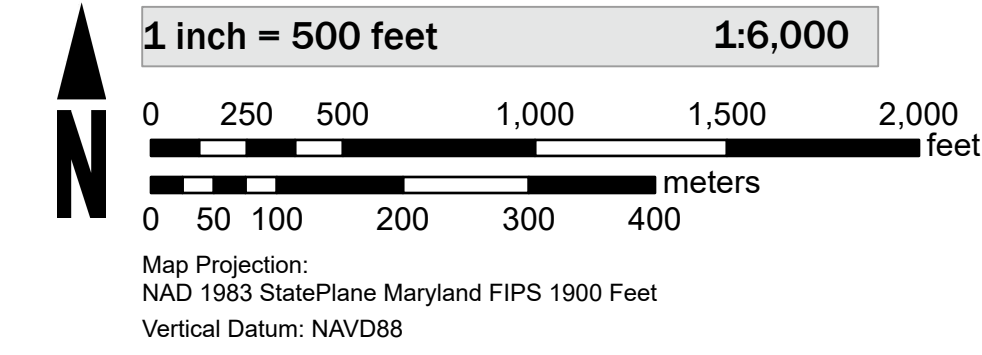 1 inch = 500 feet 1:6,000
0 250 500 1,000 1,500 2,000
feet
N
meters
0 50 100 200 300 400
Map Projection:
NAD 1983 StatePlane Maryland FIPS 1900 Feet
Vertical Datum: NAVD88